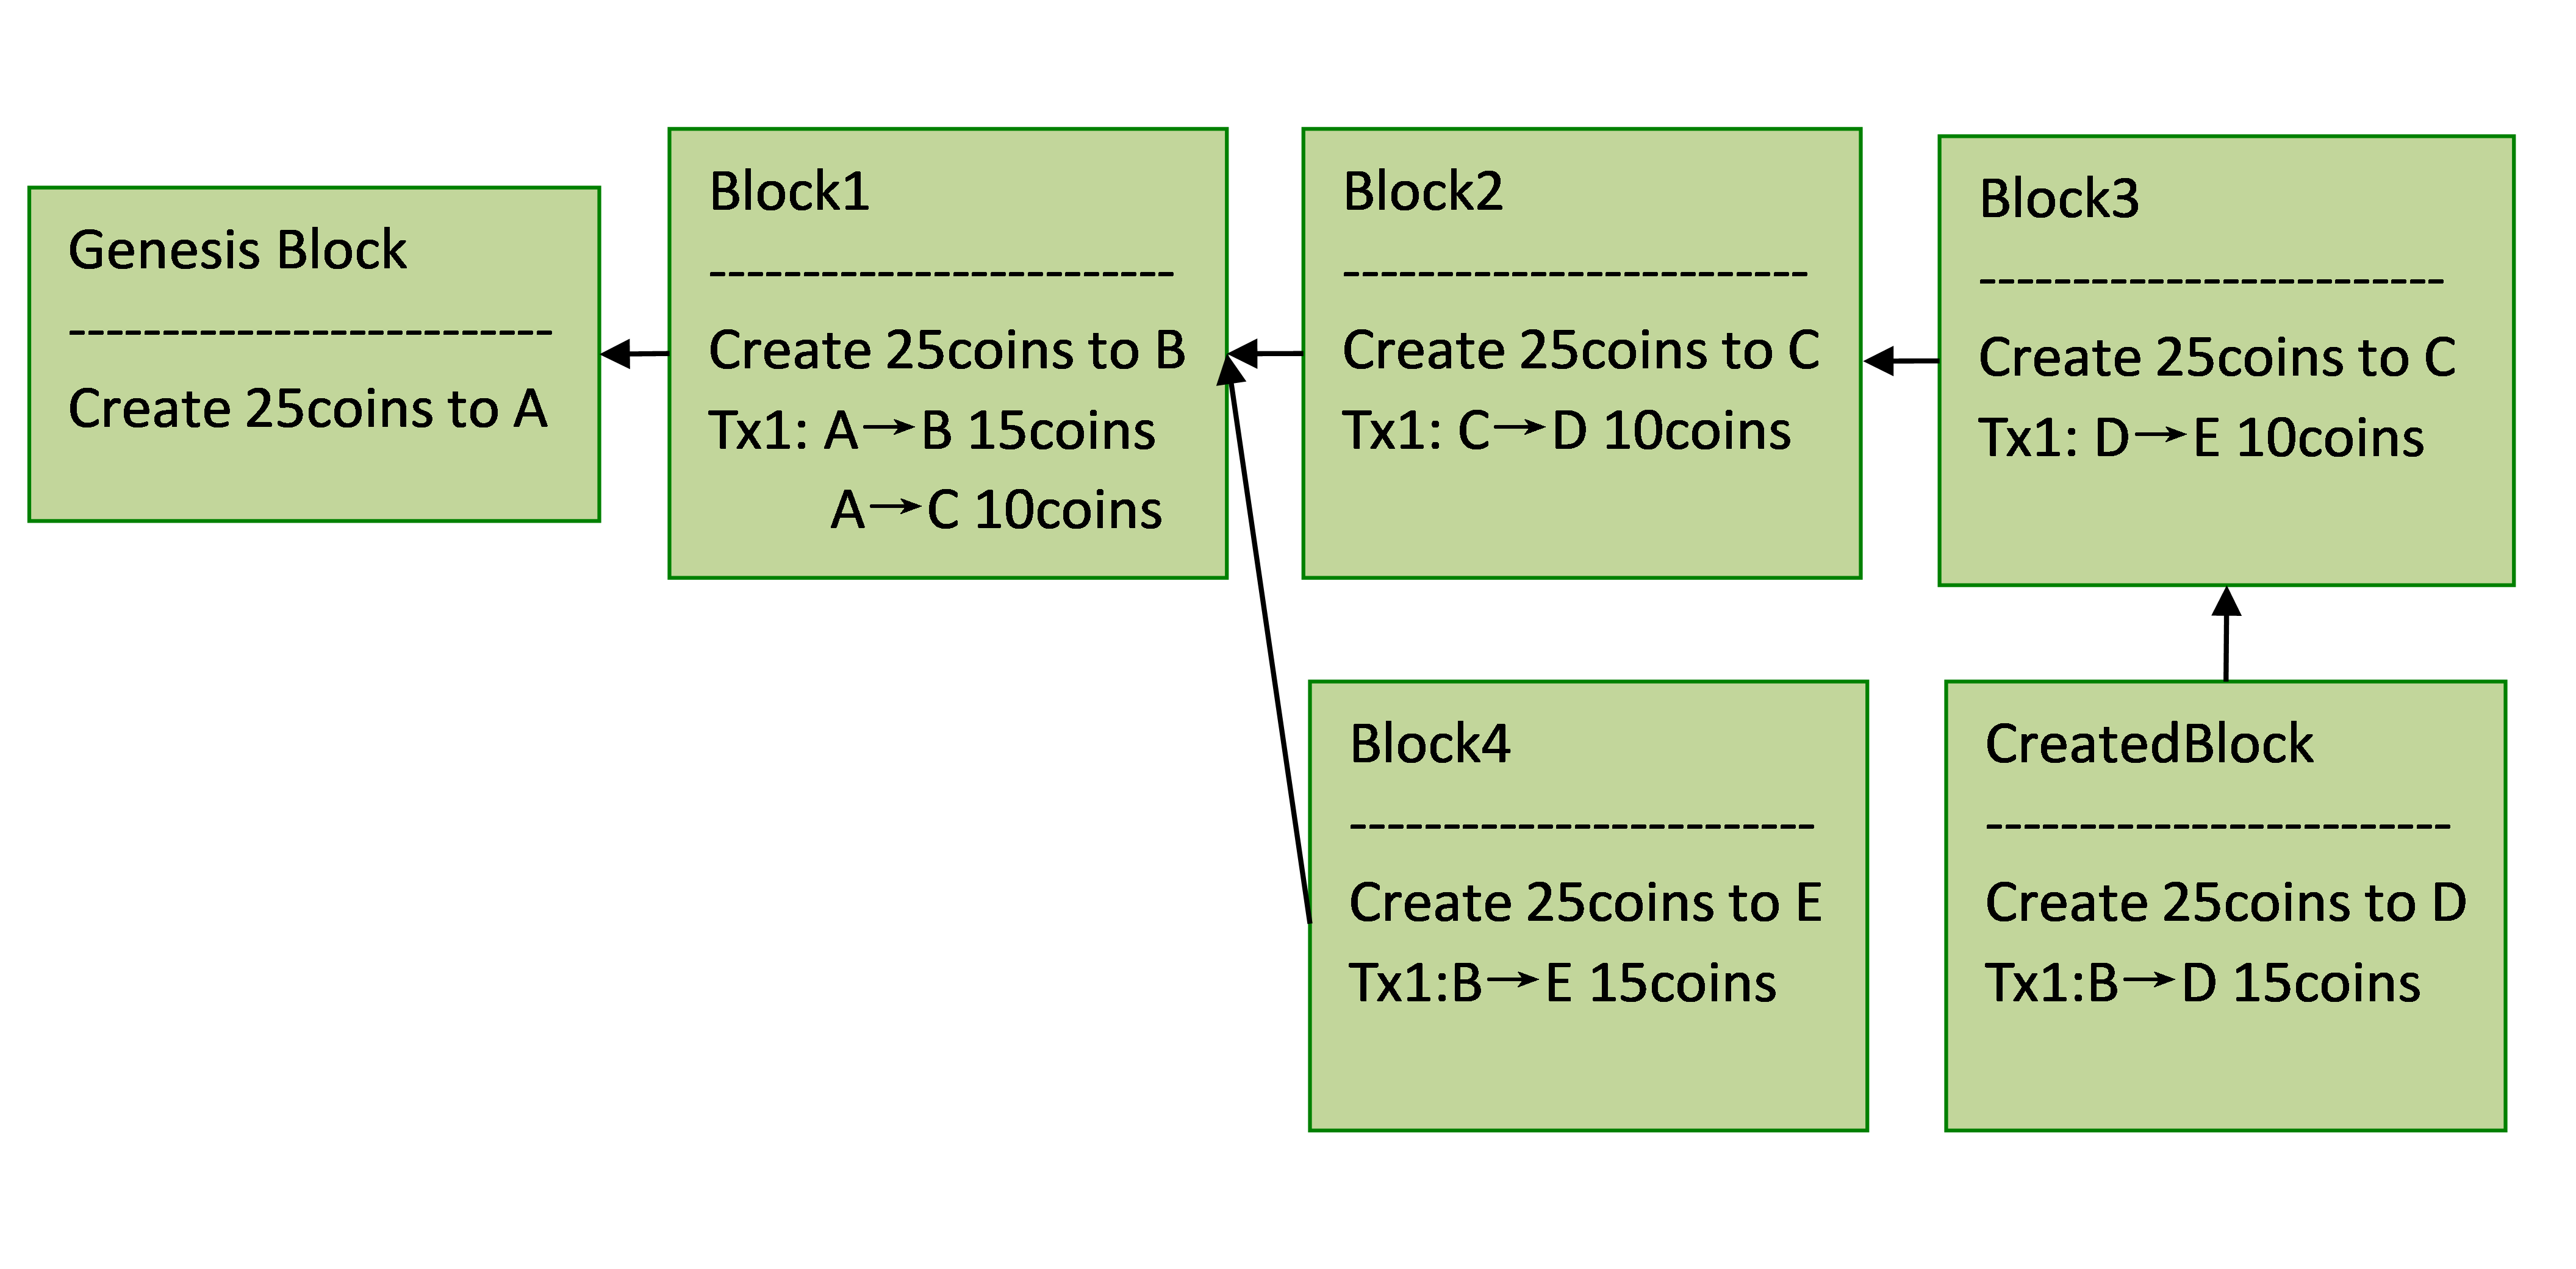 Genesis Block
-------------------------
Create 25coins to A
Block1
-------------------------
Create 25coins to B
Tx1: A→B 15coins
A→C 10coins
Block2
-------------------------
Create 25coins to C
Tx1: C→D 10coins
Block3
-------------------------
Create 25coins to C
Tx1: D→E 10coins
Block4
-------------------------
Create 25coins to E
Tx1:B→E 15coins
CreatedBlock
-------------------------
Create 25coins to D
Tx1:B→D 15coins